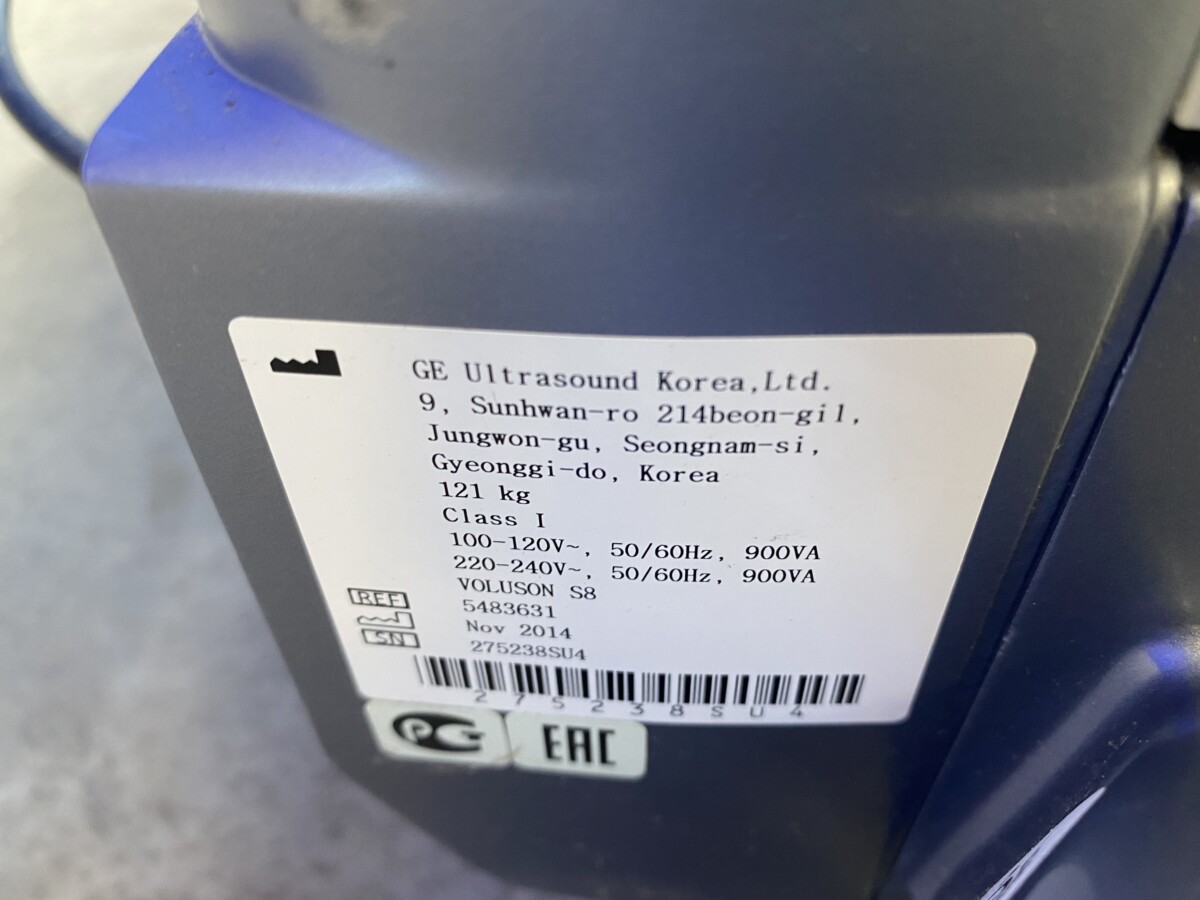 GE Ultrasound Korea,Ltd.
9, Sunhwan-ro 214beon-gil,
Jungwon-gu, Seongnam-si,
Gyeonggi-do, Korea
121 kg
Class I
100-120V~, 50/60Hz, 900VA
220-240V~, 50/60Hz, 900VA
VOLUSON S8
REF 5483631
Nov 2014
SN 275238SU4
275238SU4
PC EAC